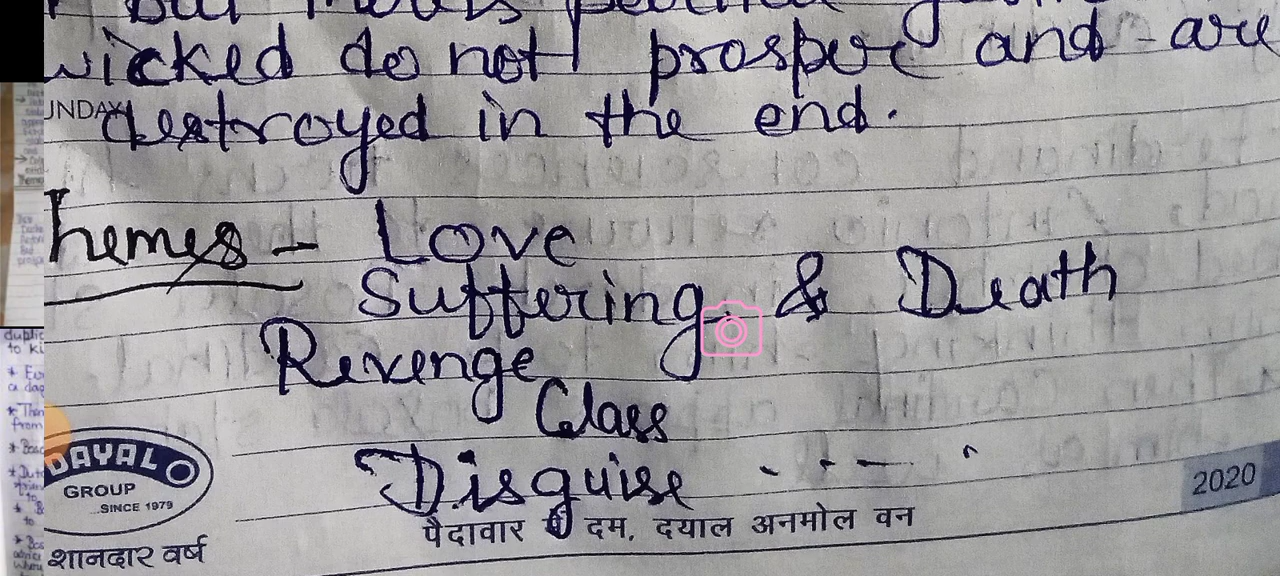 wicked do not prosper and are
UNDAY
destroyed in the end.
Themes - Love
Suffering & Death
Revenge
Class
Disguise
DAYAL
GROUP
...SINCE 1979
2020
पैदावार में दम, दयाल अनमोल वन
शानदार वर्ष